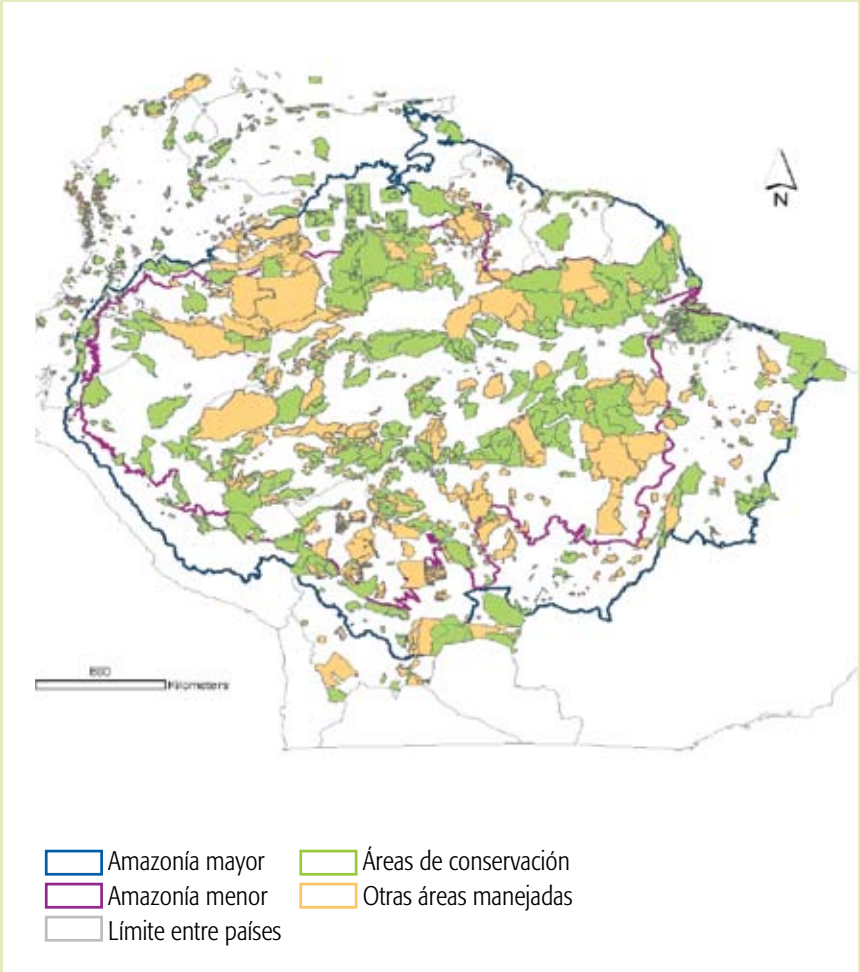 N
Kilometers
Amazonía mayor
Áreas de conservación
Amazonía menor
Otras áreas manejadas
Límite entre países